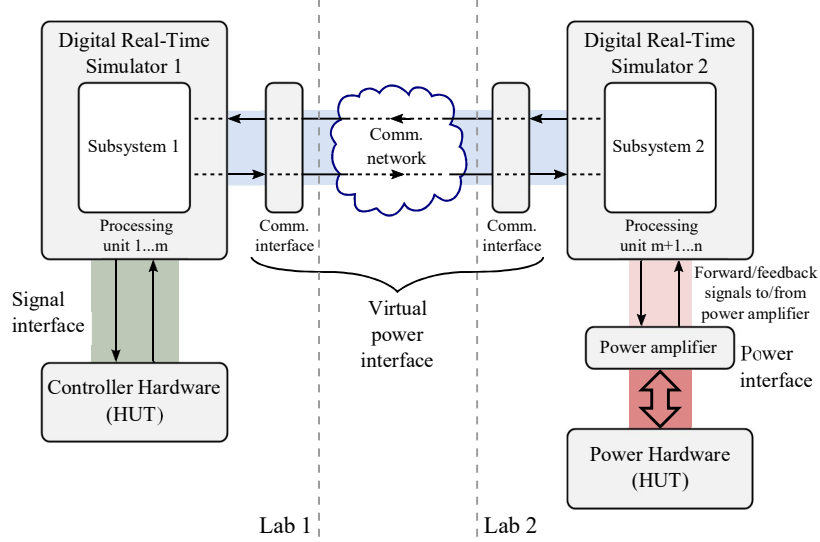 Digital Real-Time
Simulator 1
Subsystem 1
Processing
unit 1...m
Comm.
interface
Comm.
network
Comm.
interface
Digital Real-Time
Simulator 2
Subsystem 2
Processing
unit m+1...n
Signal
interface
Virtual
power
interface
Forward/feedback
signals to/from
power amplifier
Power amplifier
Power
interface
Controller Hardware
(HUT)
Power Hardware
(HUT)
Lab 1
Lab 2